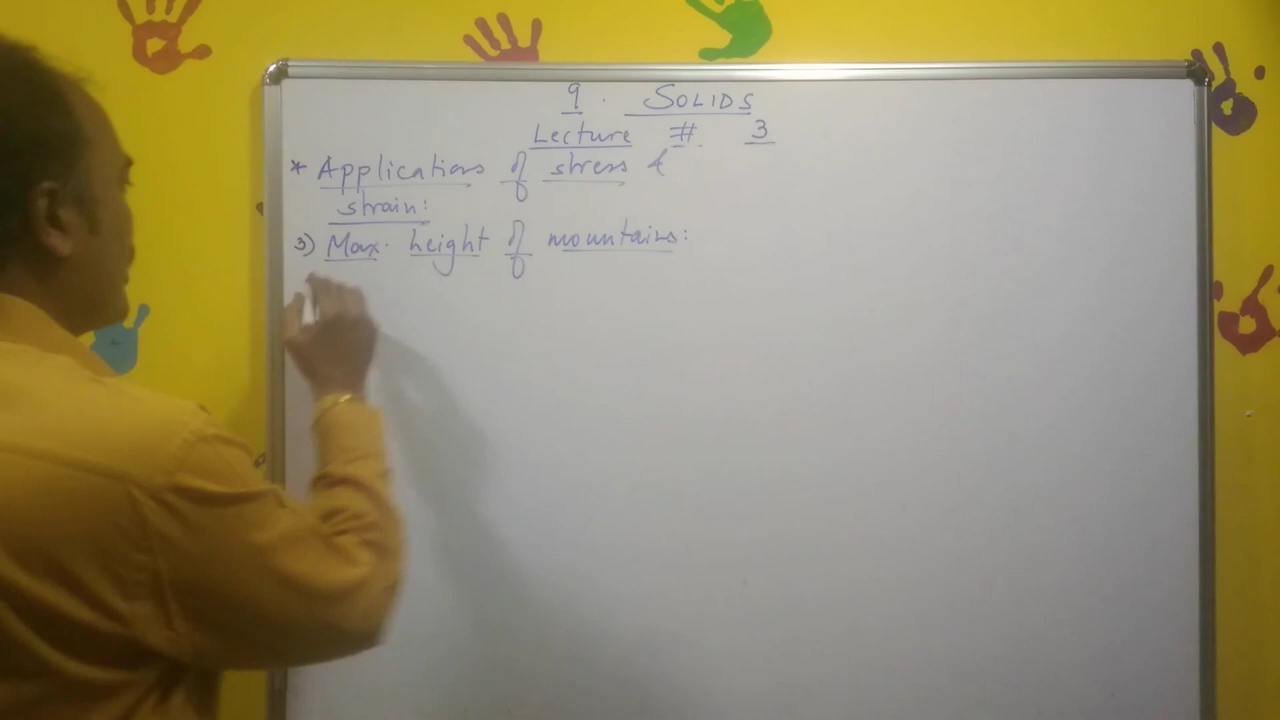 9. SOLIDS
Lecture # 3
* Applications of stress &
strain:
3) Max. height of mountains: